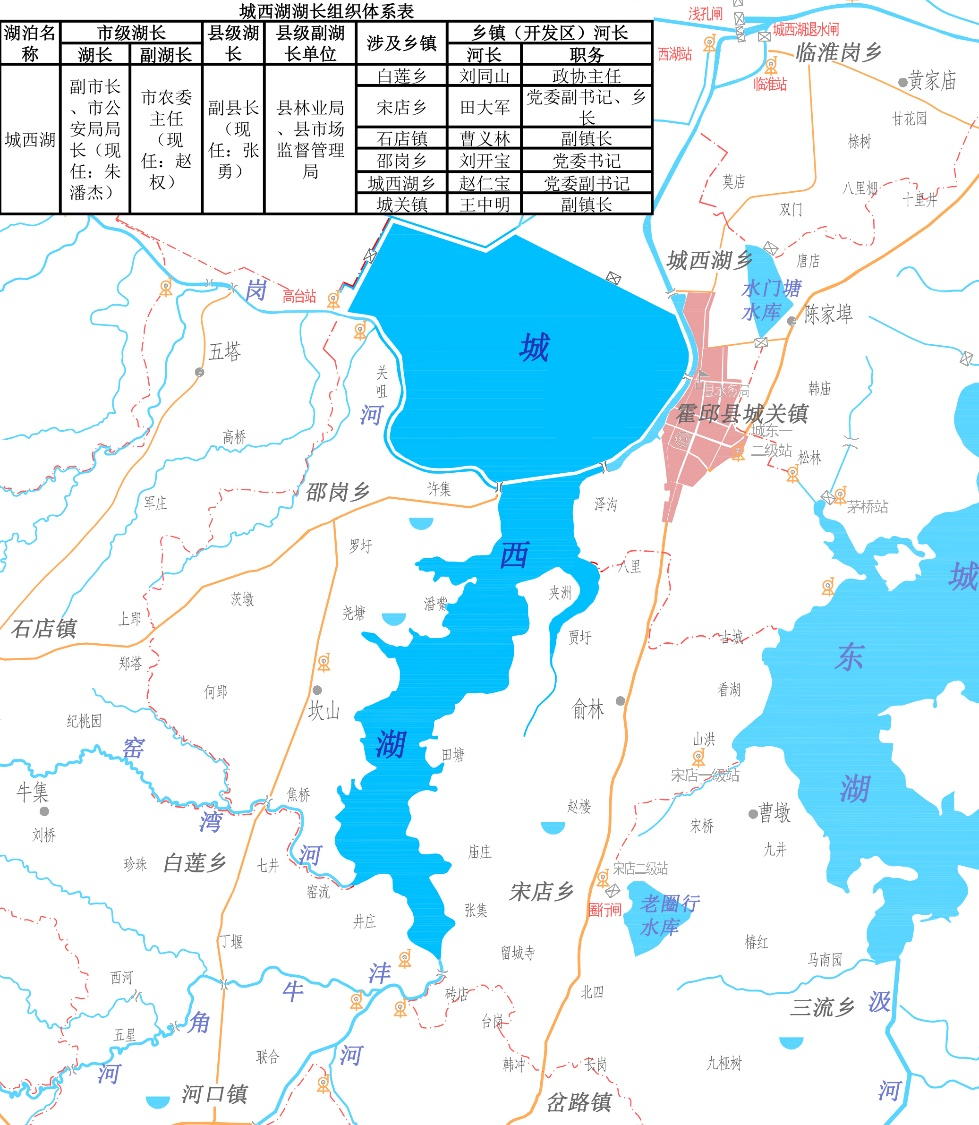 城西湖湖长组织体系表
湖泊名称
市级湖长
县级湖长
县级副湖长单位
涉及乡镇
乡镇（开发区）河长
湖长
副湖长
河长
职务
城西湖
副市长、市公安局局长（现任：朱潘杰）
市农委主任（现任：赵权）
副县长（现任：张勇）
县林业局、县市场监督管理局
白莲乡
刘同山
政协主任
宋店乡
田大军
党委副书记、乡长
石店镇
曹义林
副镇长
邵岗乡
刘开宝
党委书记
城西湖乡
赵仁宝
党委副书记
城关镇
王中明
副镇长
浅孔闸
城西湖退水闸
西湖站
临淮岗乡
临淮站
黄家庙
甘花园
樑树
莫店
八里棚
十里井
双门
城西湖乡
唐店
水门塘
水库
陈家埠
岗
高台站
城
五塔
关咀
河
韩庙
霍邱县城关镇
城东一
二级站
松林
高桥
邵岗乡
许集
军庄
泽沟
茅桥站
罗圩
西
八里
城
茨墩
夹洲
尧塘
潘鬻
上郢
石店镇
贾圩
古城
东
郑塔
何郢
看湖
坎山
俞林
纪桃园
窑
湖
田塘
山洪
宋店一级站
湖
牛集
焦桥
赵楼
刘桥
湾
宋桥
曹墩
珍珠
白莲乡
七井
河
庙庄
九井
窑流
宋店乡
宋店二级站
井庄
张集
圈行闸
老圈行
水库
丁堰
留城寺
椿红
马南园
西河
沣
牛
砖店
北四
三流乡
汲
五星
角
台岗
联合
河
韩冲
长岗
九桠树
河
河口镇
岔路镇
河